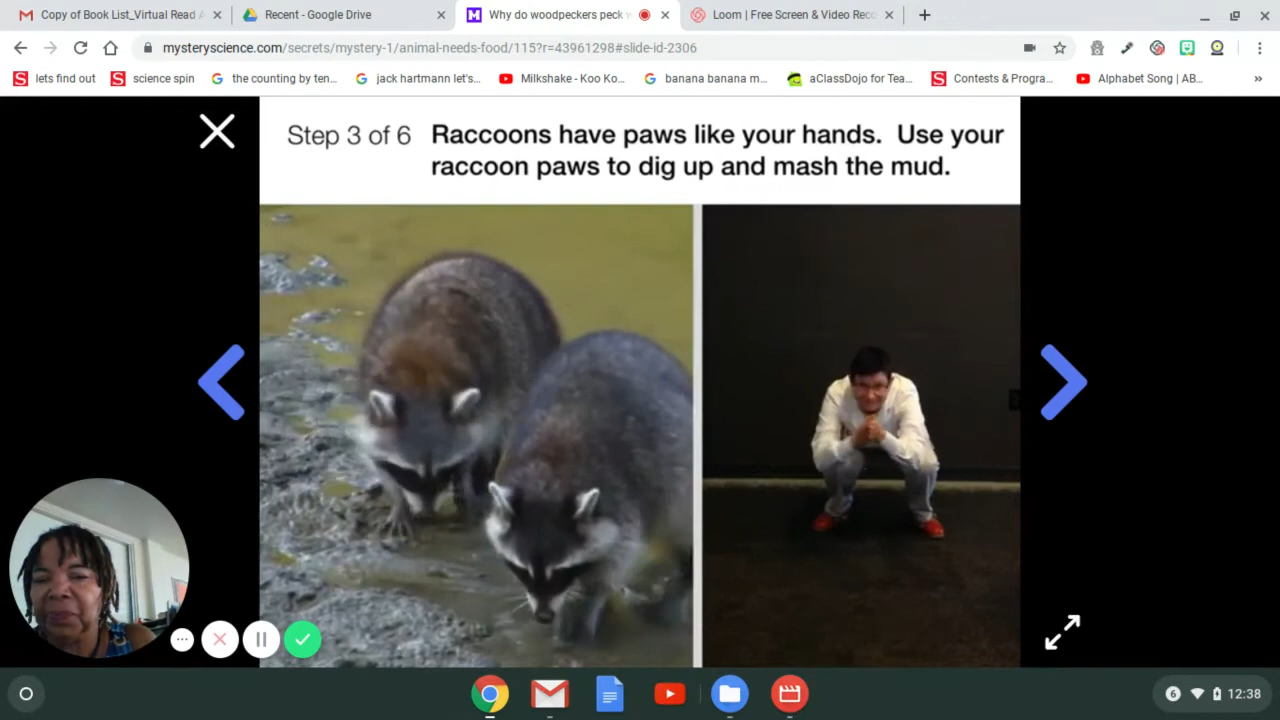 Copy of Book List_Virtual Read A
Recent - Google Drive
Why do woodpeckers peck w
Loom | Free Screen & Video Reco
mysteryscience.com/secrets/mystery-1/animal-needs-food/115?r=43961298#slide-id-2306
lets find out
science spin
the counting by ten...
jack hartmann let's...
Milkshake - Koo Ko...
banana banana m...
aClassDojo for Tea...
Contests & Progra...
Alphabet Song | AB...
Step 3 of 6
Raccoons have paws like your hands. Use your
raccoon paws to dig up and mash the mud.
6
12:38